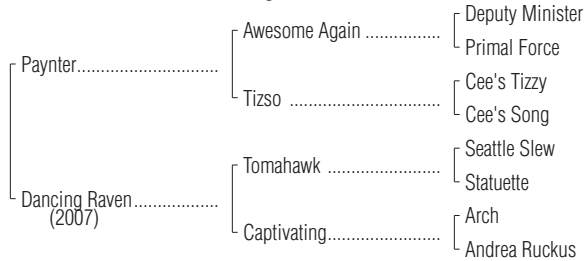 Deputy Minister
Awesome Again ................
Primal Force
Paynter............................
Cee's Tizzy
Tizso .................................
Cee's Song
Seattle Slew
Tomahawk ........................
Statuette
Dancing Raven.................
(2007)
Arch
Captivating........................
Andrea Ruckus